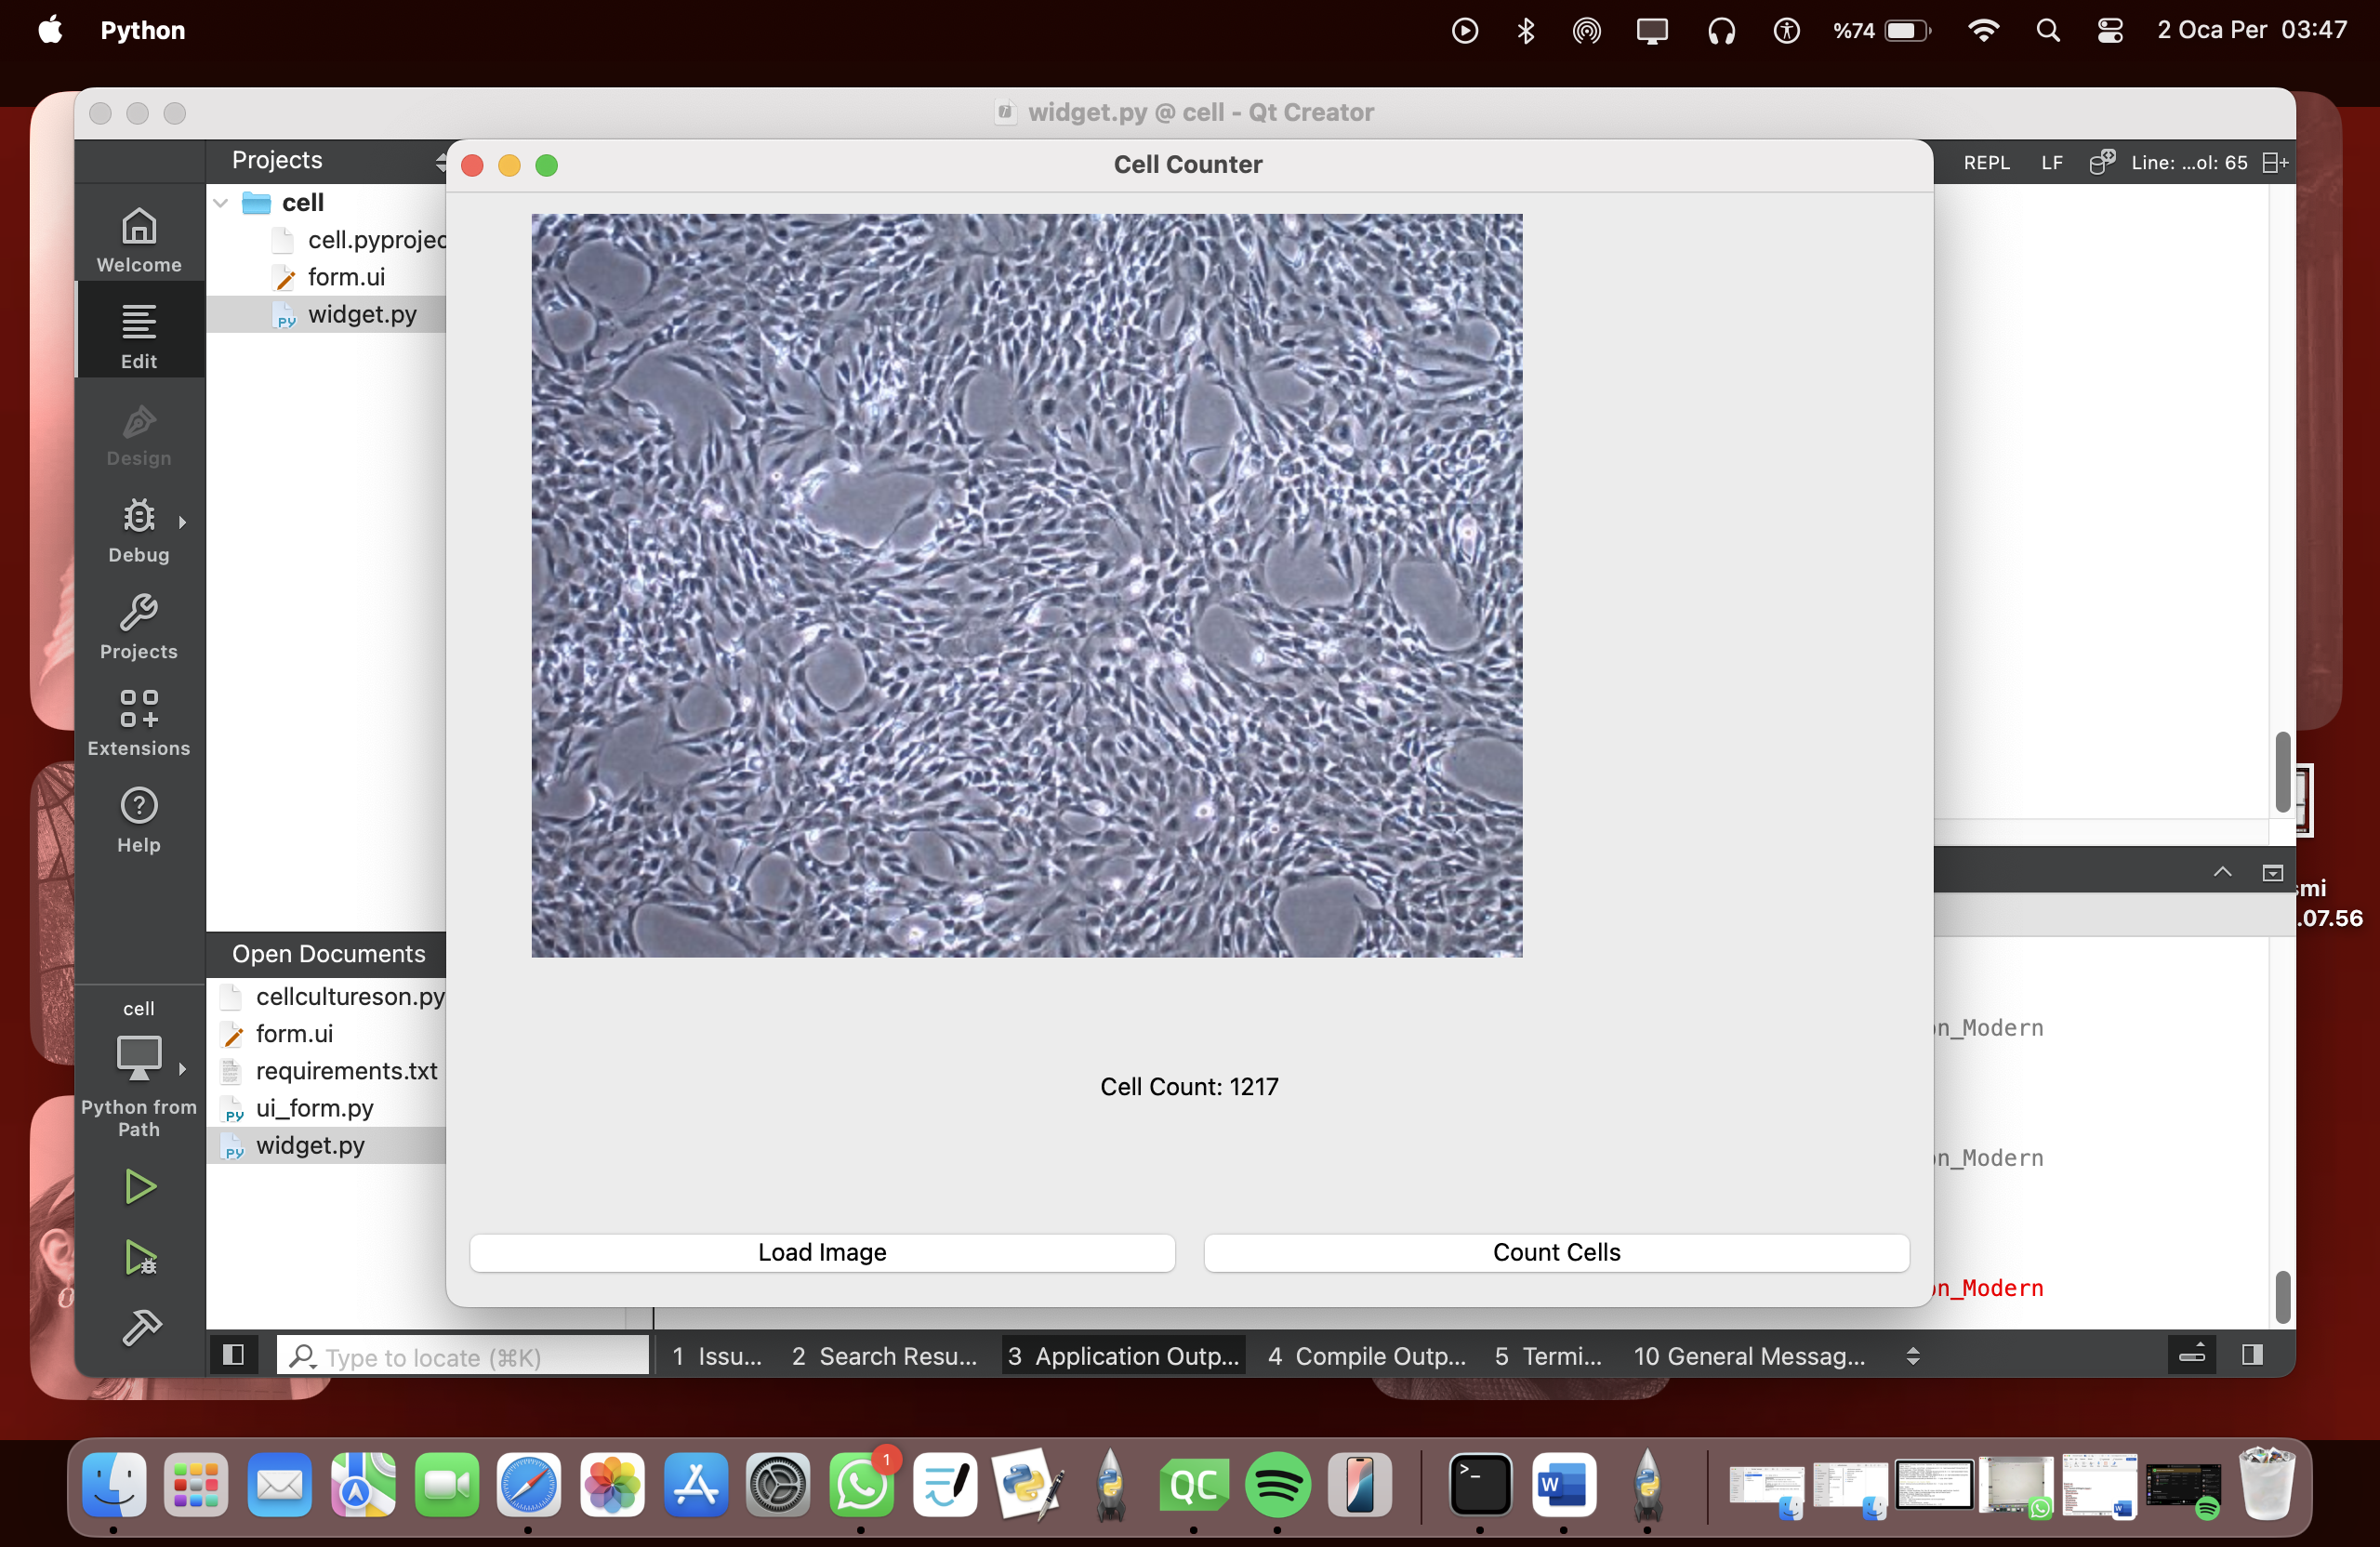 Python
%74
2 Oca Per 03:47
widget.py @ cell - Qt Creator
Projects
REPL
LF
Line: ...ol: 65
Cell Counter
cell
cell.pyprojec
form.ui
widget.py
Welcome
Edit
Design
Debug
Projects
Extensions
Help
Open Documents
cellcultureson.py
form.ui
requirements.txt
ui_form.py
widget.py
cell
Python from
Path
Cell Count: 1217
Load Image
Count Cells
n_Modern
n_Modern
n_Modern
smi
.07.56
Type to locate (⌘K)
1 Issu...
2 Search Resu...
3 Application Outp...
4 Compile Outp...
5 Termi...
10 General Messag...
1
QC
>_
W